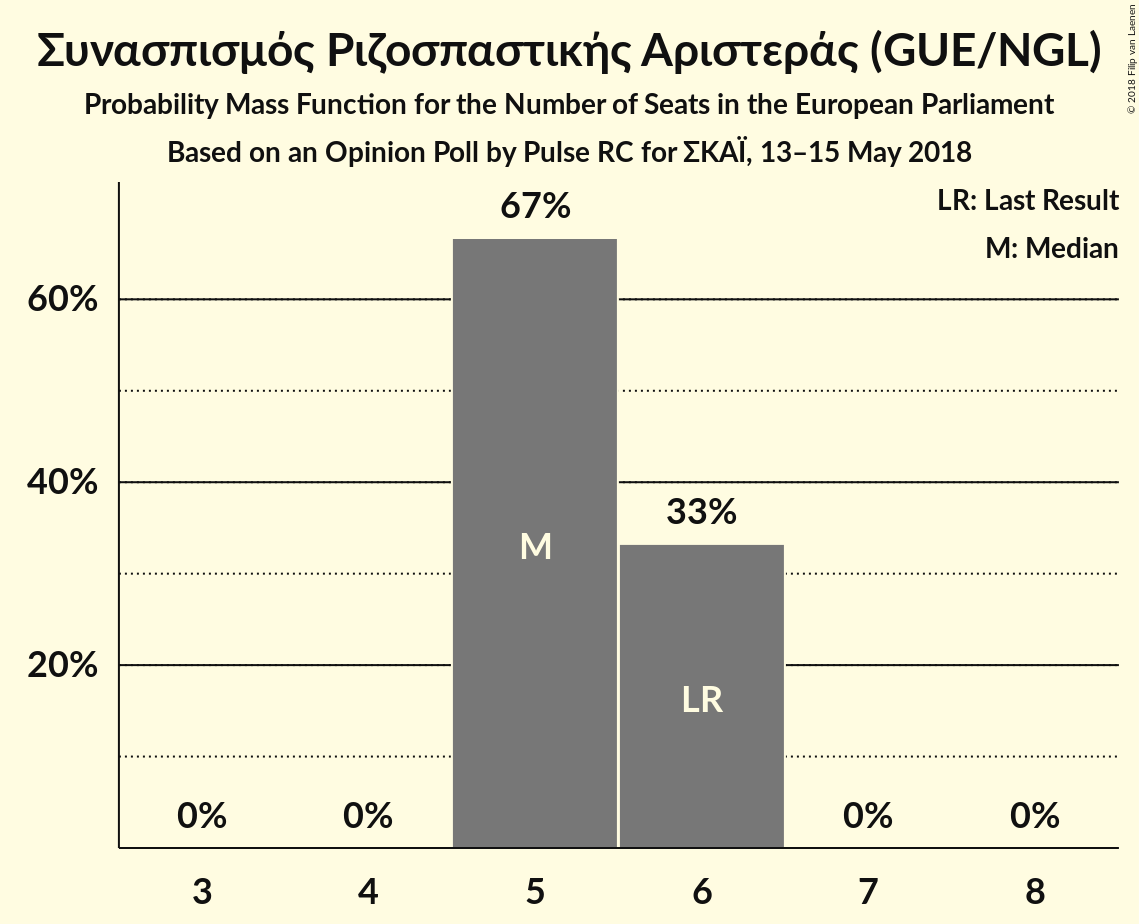 Συνασπισμός Ριζοσπαστικής Αριστεράς (GUE/NGL)
Probability Mass Function for the Number of Seats in the European Parliament
Based on an Opinion Poll by Pulse RC for ΣΚΑΪ, 13–15 May 2018
© 2018 Filip van Laenen
LR: Last Result
M: Median
67%
60%
40%
33%
M
20%
LR
0% 0% 0% 0%
3 4 5 6 7 8